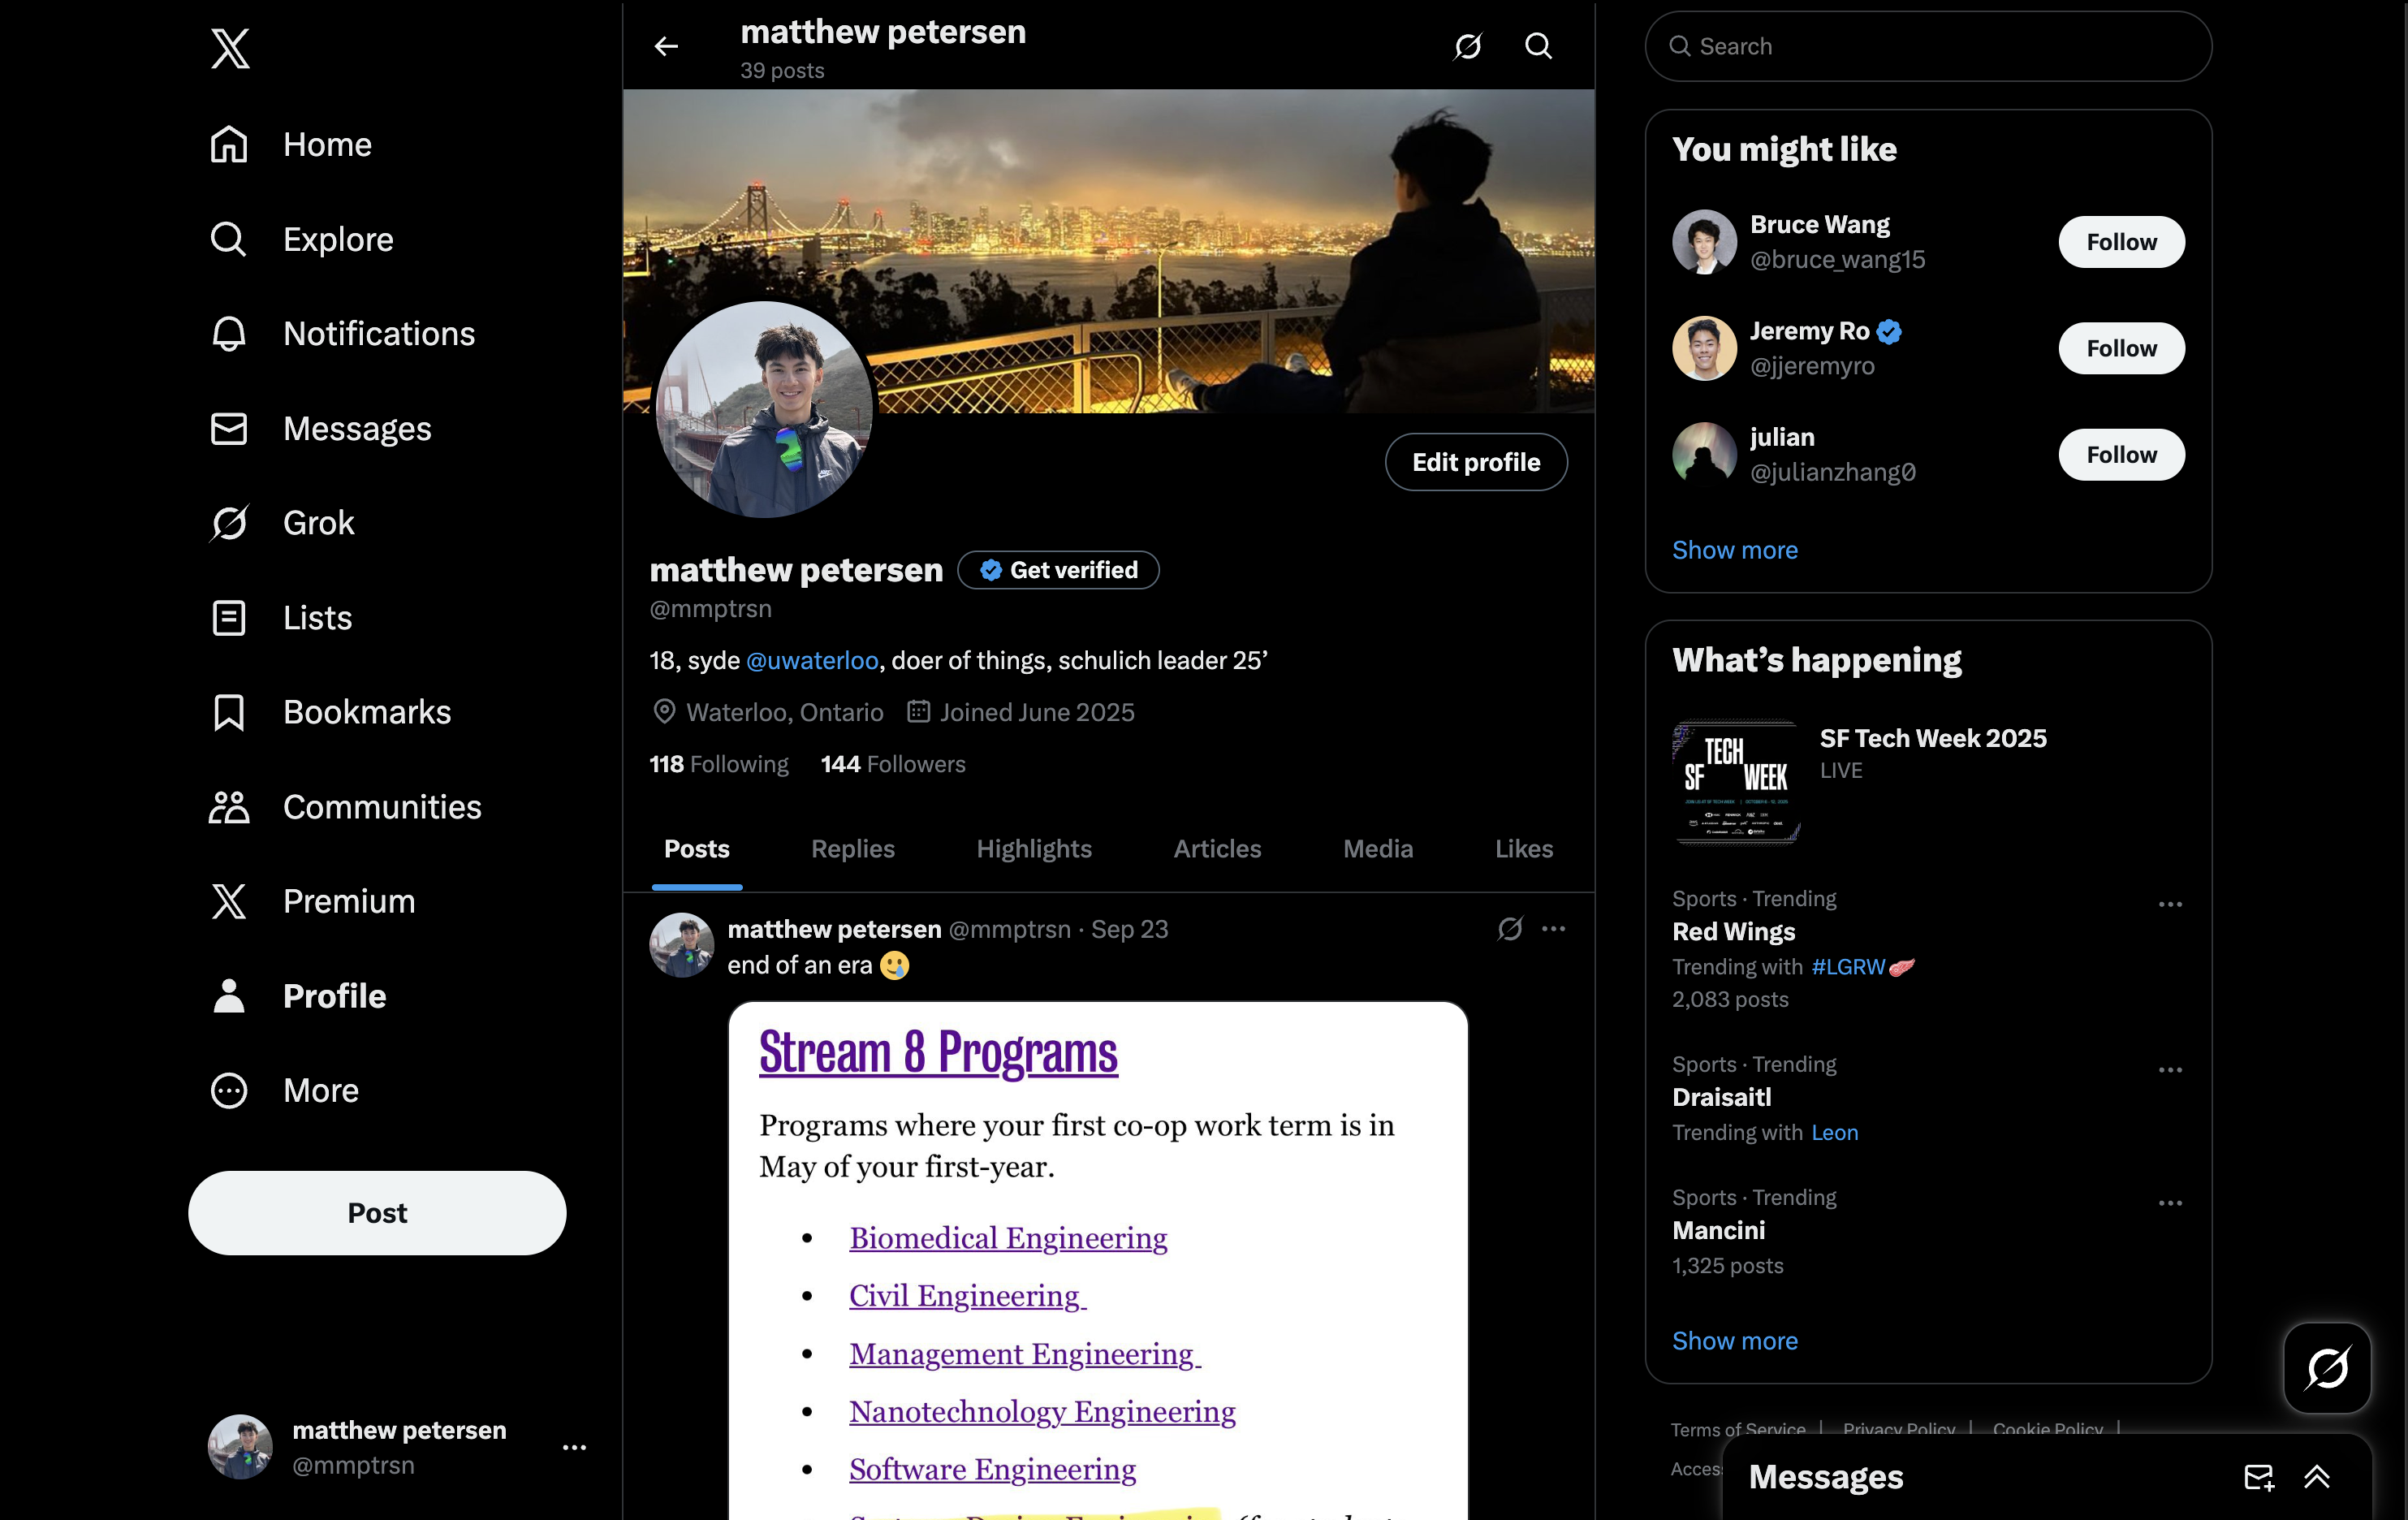 Home
Explore
Notifications
Messages
Grok
Lists
Bookmarks
Communities
Premium
Profile
More
Post
matthew petersen
@mmptrsn
matthew petersen
39 posts
Edit profile
matthew petersen Get verified
@mmptrsn
18, syde @uwaterloo, doer of things, schulich leader 25’
Waterloo, Ontario Joined June 2025
118 Following 144 Followers
Posts Replies Highlights Articles Media Likes
matthew petersen @mmptrsn · Sep 23
end of an era 🥲
Stream 8 Programs
Programs where your first co-op work term is in
May of your first-year.
• Biomedical Engineering
• Civil Engineering
• Management Engineering
• Nanotechnology Engineering
• Software Engineering
Search
You might like
Bruce Wang
@bruce_wang15
Follow
Jeremy Ro
@jjeremyro
Follow
julian
@julianzhang0
Follow
Show more
What’s happening
SF TECH WEEK
SF Tech Week 2025
LIVE
Sports · Trending
Red Wings
Trending with #LGRW
2,083 posts
Sports · Trending
Draisaitl
Trending with Leon
Sports · Trending
Mancini
1,325 posts
Show more
Terms of Service | Privacy Policy | Cookie Policy |
Messages